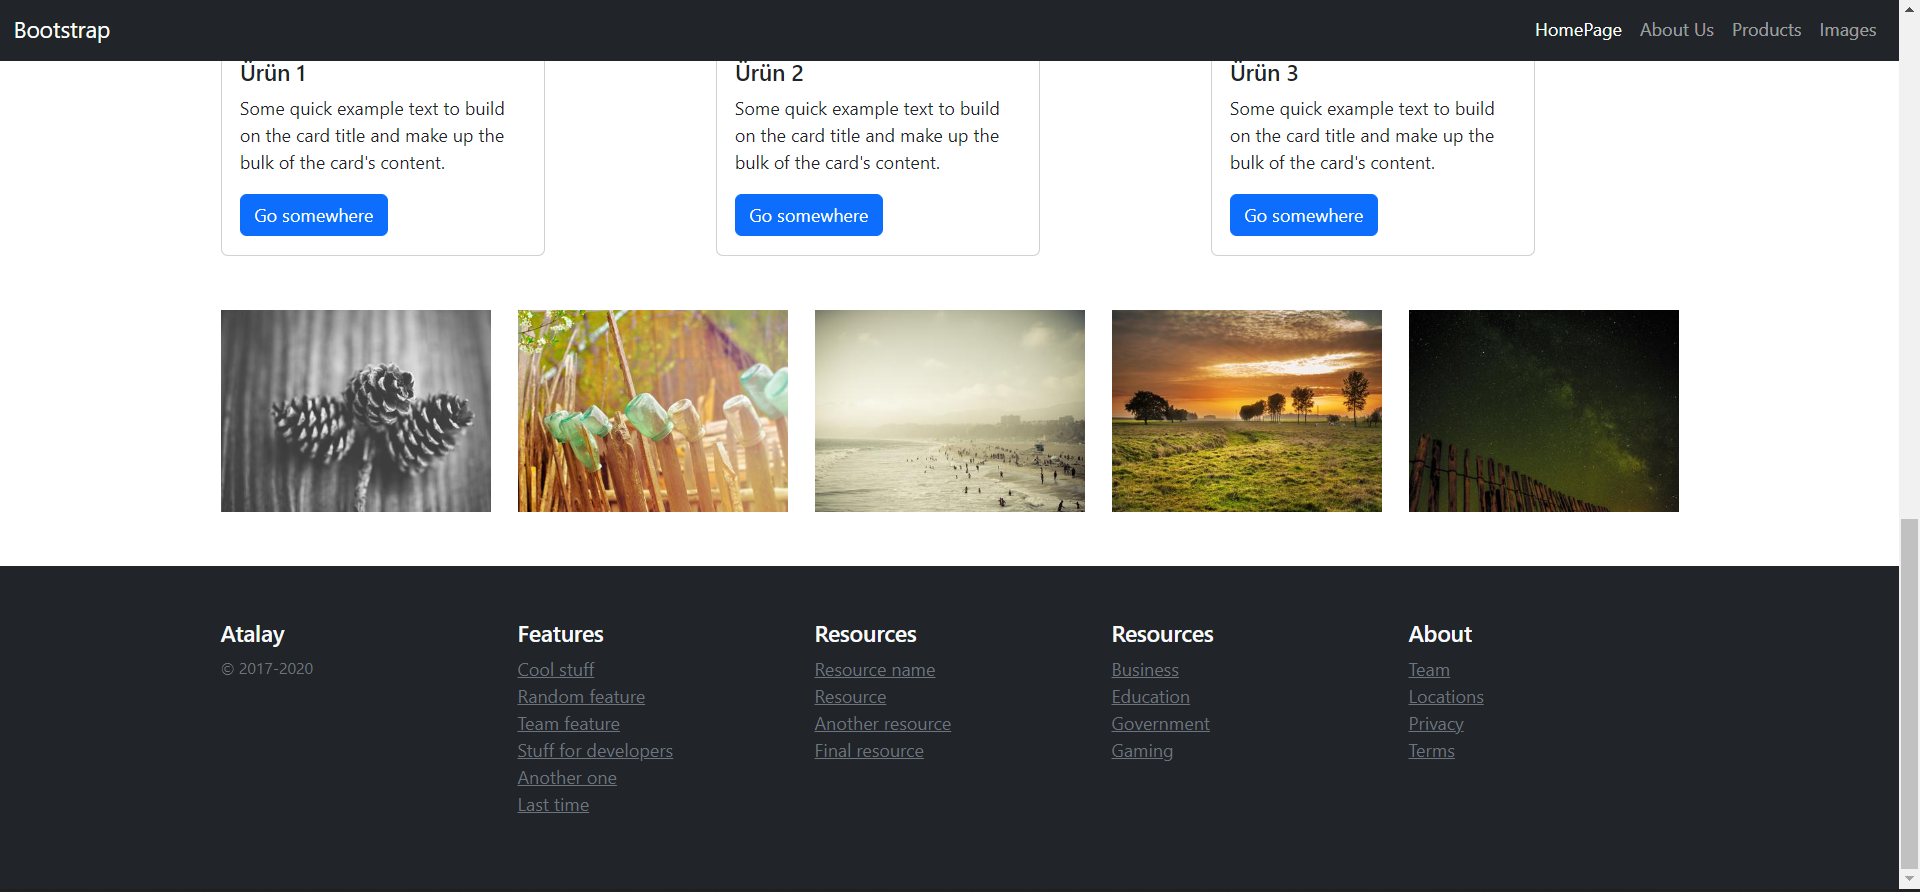 Bootstrap
HomePage About Us Products Images
Ürün 1
Some quick example text to build
on the card title and make up the
bulk of the card's content.
Go somewhere
Ürün 2
Some quick example text to build
on the card title and make up the
bulk of the card's content.
Go somewhere
Ürün 3
Some quick example text to build
on the card title and make up the
bulk of the card's content.
Go somewhere
Atalay
© 2017-2020
Features
Cool stuff
Random feature
Team feature
Stuff for developers
Another one
Last time
Resources
Resource name
Resource
Another resource
Final resource
Resources
Business
Education
Government
Gaming
About
Team
Locations
Privacy
Terms